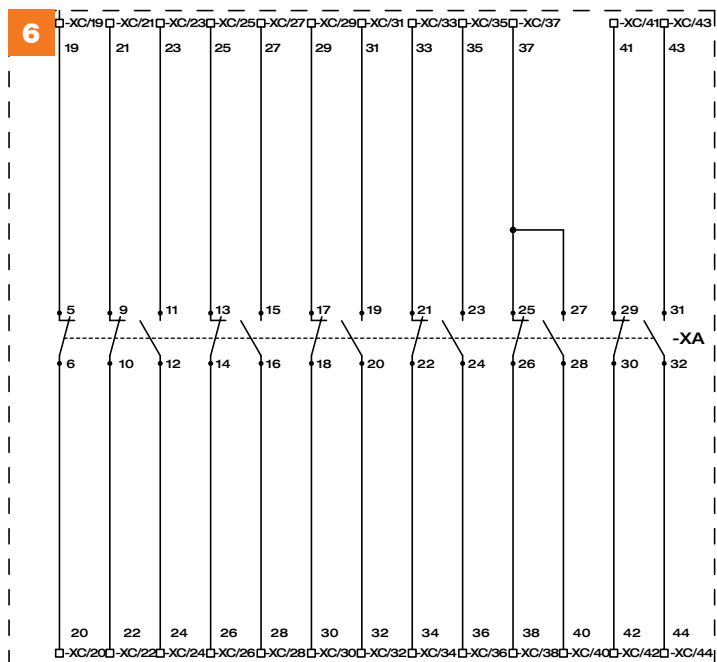 6
-XC/19 -XC/21 -XC/23 -XC/25 -XC/27 -XC/29 -XC/31 -XC/33 -XC/35 -XC/37 -XC/41 -XC/43
19 21 23 25 27 29 31 33 35 37 41 43
5 9 11 13 15 17 19 21 23 25 27 29 31
-XA
6 10 12 14 16 18 20 22 24 26 28 30 32
20 22 24 26 28 30 32 34 36 38 40 42 44
-XC/20 -XC/22 -XC/24 -XC/26 -XC/28 -XC/30 -XC/32 -XC/34 -XC/36 -XC/38 -XC/40 -XC/42 -XC/44